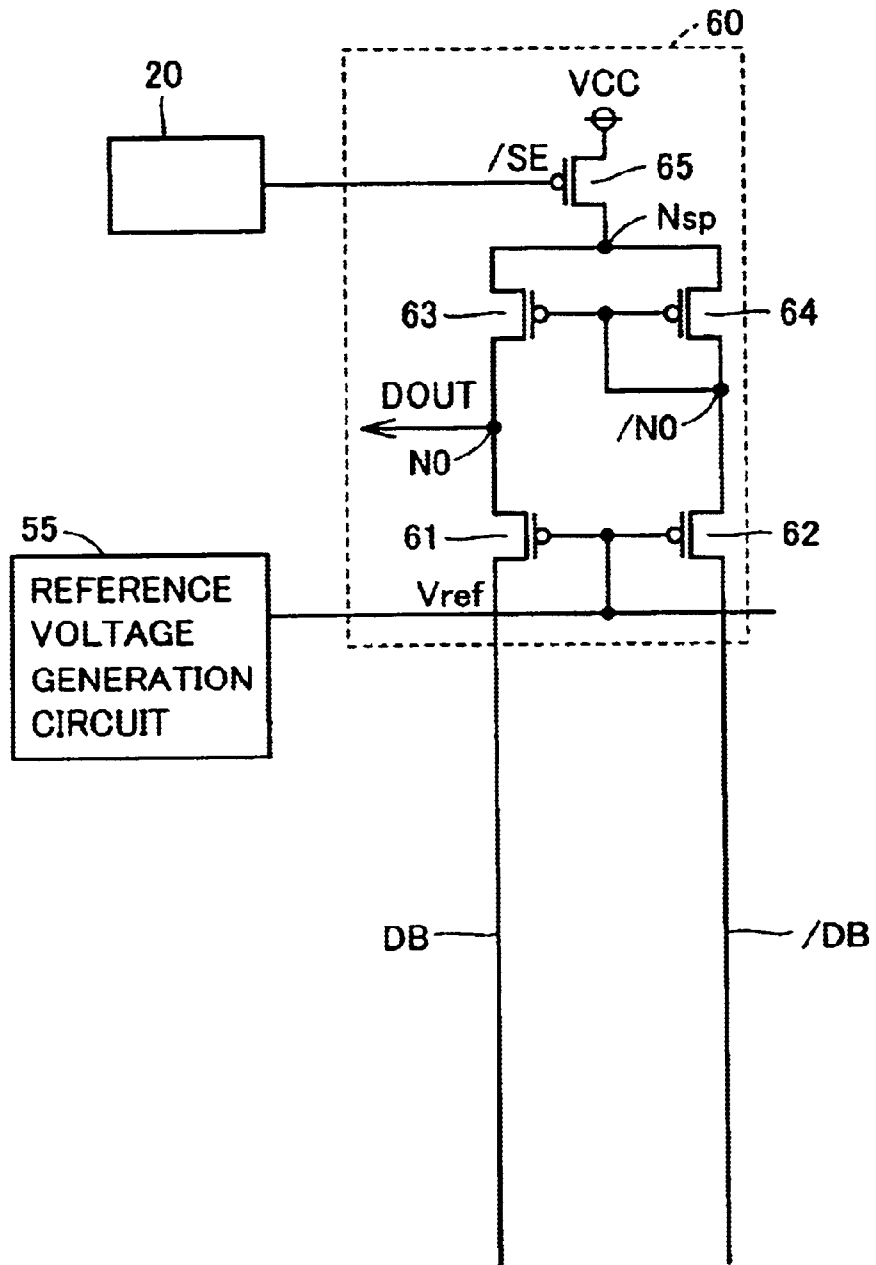 60
20
VCC
/SE
65
Nsp
63
64
DOUT
/N0
N0
55
61
62
REFERENCE
VOLTAGE
GENERATION
CIRCUIT
Vref
DB
/DB